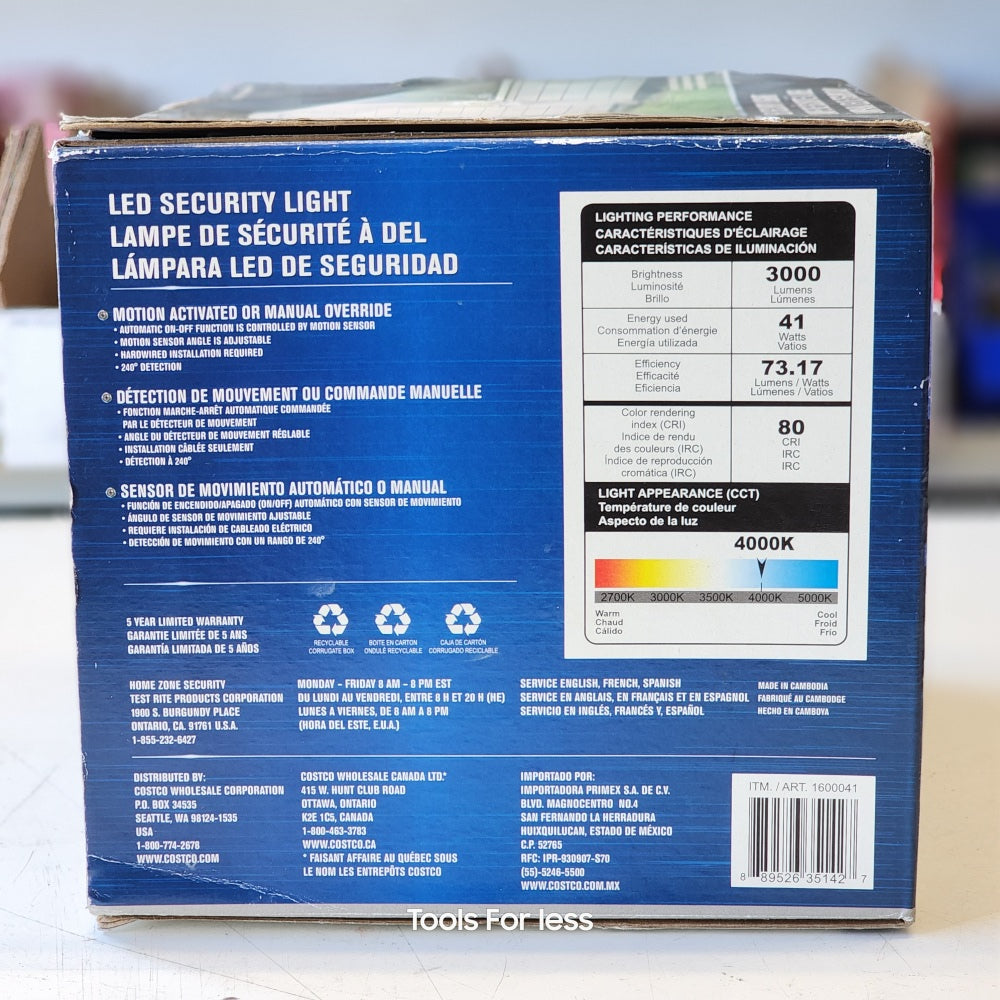 LED SECURITY LIGHT
LAMPE DE SÉCURITÉ À DEL
LÁMPARA LED DE SEGURIDAD
MOTION ACTIVATED OR MANUAL OVERRIDE
• AUTOMATIC ON-OFF FUNCTION IS CONTROLLED BY MOTION SENSOR
• MOTION SENSOR ANGLE IS ADJUSTABLE
• HARDWIRED INSTALLATION REQUIRED
• 240° DETECTION
DÉTECTION DE MOUVEMENT OU COMMANDE MANUELLE
• FONCTION MARCHE-ARRÊT AUTOMATIQUE COMMANDÉE
PAR LE DÉTECTEUR DE MOUVEMENT
• ANGLE DU DÉTECTEUR DE MOUVEMENT RÉGLABLE
• INSTALLATION CÂBLÉE SEULEMENT
• DÉTECTION À 240°
SENSOR DE MOVIMIENTO AUTOMÁTICO O MANUAL
• FUNCIÓN DE ENCENDIDO/APAGADO (ON/OFF) AUTOMÁTICO CON SENSOR DE MOVIMIENTO
• ÁNGULO DE SENSOR DE MOVIMIENTO AJUSTABLE
• REQUIERE INSTALACIÓN DE CABLEADO ELÉCTRICO
• DETECCIÓN DE MOVIMIENTO CON UN RANGO DE 240°
LIGHTING PERFORMANCE
CARACTÉRISTIQUES D'ÉCLAIRAGE
CARACTERÍSTICAS DE ILUMINACIÓN
Brightness
Luminosité
Brillo
3000
Lumens
Lúmenes
Energy used
Consommation d'énergie
Energía utilizada
41
Watts
Vatios
Efficiency
Efficacité
Eficiencia
73.17
Lumens / Watts
Lúmenes / Vatios
Color rendering
index (CRI)
Indice de rendu
des couleurs (IRC)
Índice de reproducción
cromática (IRC)
80
CRI
IRC
IRC
LIGHT APPEARANCE (CCT)
Température de couleur
Aspecto de la luz
4000K
2700K 3000K 3500K 4000K 5000K
Warm
Chaud
Cálido
Cool
Froid
Frío
5 YEAR LIMITED WARRANTY
GARANTIE LIMITÉE DE 5 ANS
GARANTÍA LIMITADA DE 5 AÑOS
RECYCLABLE
CORRUGATE BOX
BOITE EN CARTON
ONDULÉ RECYCLABLE
CAJA DE CARTÓN
CORRUGADO RECICLABLE
HOME ZONE SECURITY
TEST RITE PRODUCTS CORPORATION
1900 S. BURGUNDY PLACE
ONTARIO, CA. 91761 U.S.A.
1-855-232-6427
MONDAY – FRIDAY 8 AM – 8 PM EST
DU LUNDI AU VENDREDI, ENTRE 8 H ET 20 H (HE)
LUNES A VIERNES, DE 8 AM A 8 PM
(HORA DEL ESTE, E.U.A.)
SERVICE ENGLISH, FRENCH, SPANISH
SERVICE EN ANGLAIS, EN FRANÇAIS ET EN ESPAGNOL
SERVICIO EN INGLÉS, FRANCÉS Y, ESPAÑOL
MADE IN CAMBODIA
FABRIQUÉ AU CAMBODGE
HECHO EN CAMBOYA
DISTRIBUTED BY:
COSTCO WHOLESALE CORPORATION
P.O. BOX 34535
SEATTLE, WA 98124-1535
USA
1-800-774-2678
WWW.COSTCO.COM
COSTCO WHOLESALE CANADA LTD.*
415 W. HUNT CLUB ROAD
OTTAWA, ONTARIO
K2E 1C5, CANADA
1-800-463-3783
WWW.COSTCO.CA
* FAISANT AFFAIRE AU QUÉBEC SOUS
LE NOM LES ENTREPÔTS COSTCO
IMPORTADO POR:
IMPORTADORA PRIMEX S.A. DE C.V.
BLVD. MAGNOCENTRO NO.4
SAN FERNANDO LA HERRADURA
HUIXQUILUCAN, ESTADO DE MÉXICO
C.P. 52765
RFC: IPR-930907-S70
(55)-5246-5500
WWW.COSTCO.COM.MX
ITM. / ART. 1600041
8 89526 35142 7
Tools For less